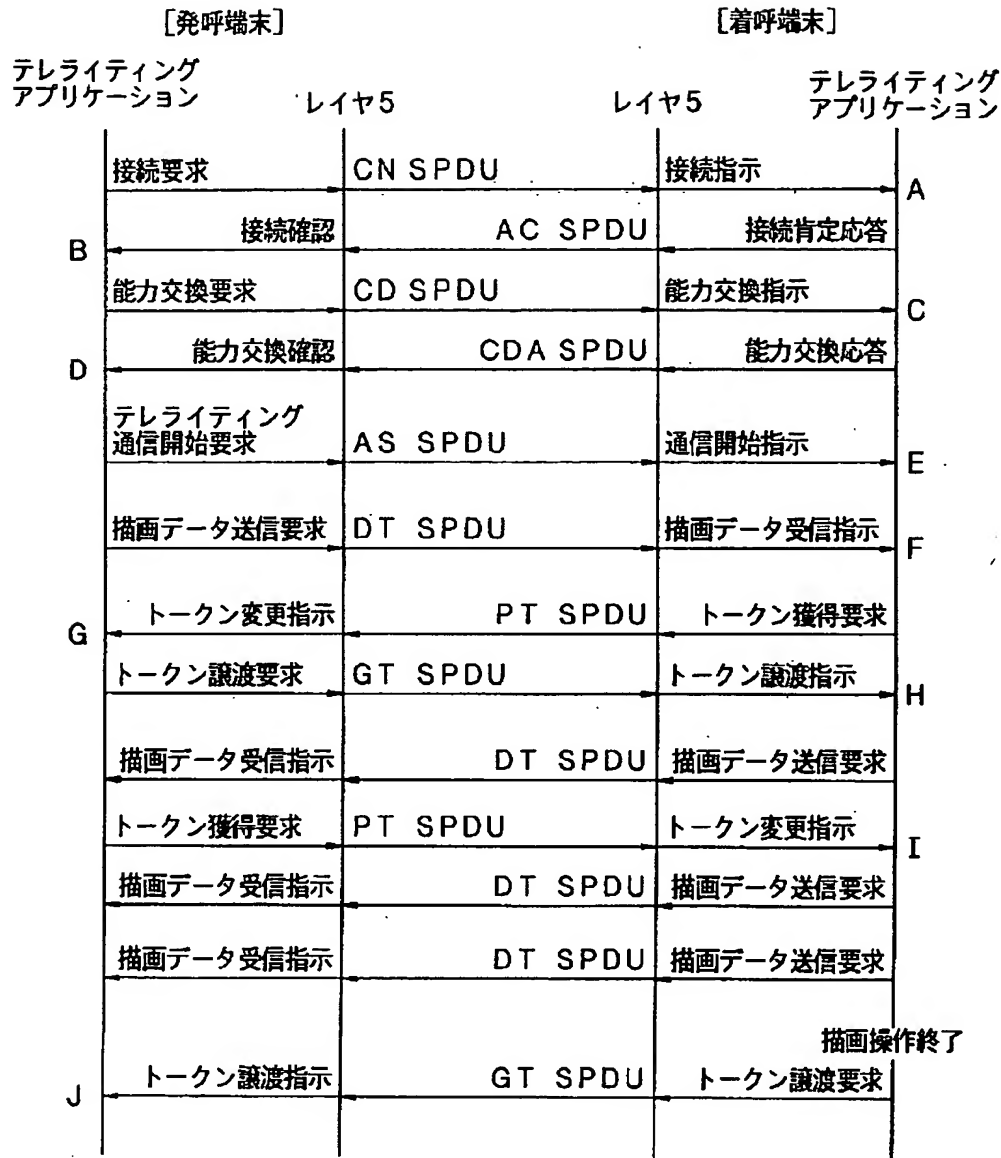 [発呼端末] [着呼端末]
テレライティング
アプリケーション レイヤ5 レイヤ5 テレライティング
アプリケーション
接続要求 CN SPDU 接続指示 A
B 接続確認 AC SPDU 接続肯定応答
能力交換要求 CD SPDU 能力交換指示 C
D 能力交換確認 CDA SPDU 能力交換応答
テレライティング
通信開始要求 AS SPDU 通信開始指示 E
描画データ送信要求 DT SPDU 描画データ受信指示 F
G トークン変更指示 PT SPDU トークン獲得要求
トークン譲渡要求 GT SPDU トークン譲渡指示 H
描画データ受信指示 DT SPDU 描画データ送信要求
トークン獲得要求 PT SPDU トークン変更指示 I
描画データ受信指示 DT SPDU 描画データ送信要求
描画データ受信指示 DT SPDU 描画データ送信要求
描画操作終了
J トークン譲渡指示 GT SPDU トークン譲渡要求